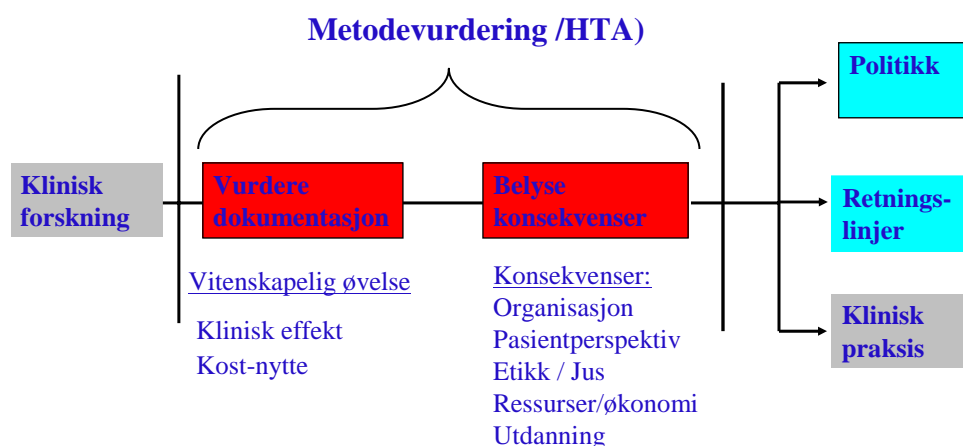 Metodevurdering /HTA)
Klinisk
forskning
Vurdere
dokumentasjon
Belyse
konsekvenser
Politikk
Retnings-
linjer
Klinisk
praksis
Vitenskapelig øvelse
Klinisk effekt
Kost-nytte
Konsekvenser:
Organisasjon
Pasientperspektiv
Etikk / Jus
Ressurser/økonomi
Utdanning